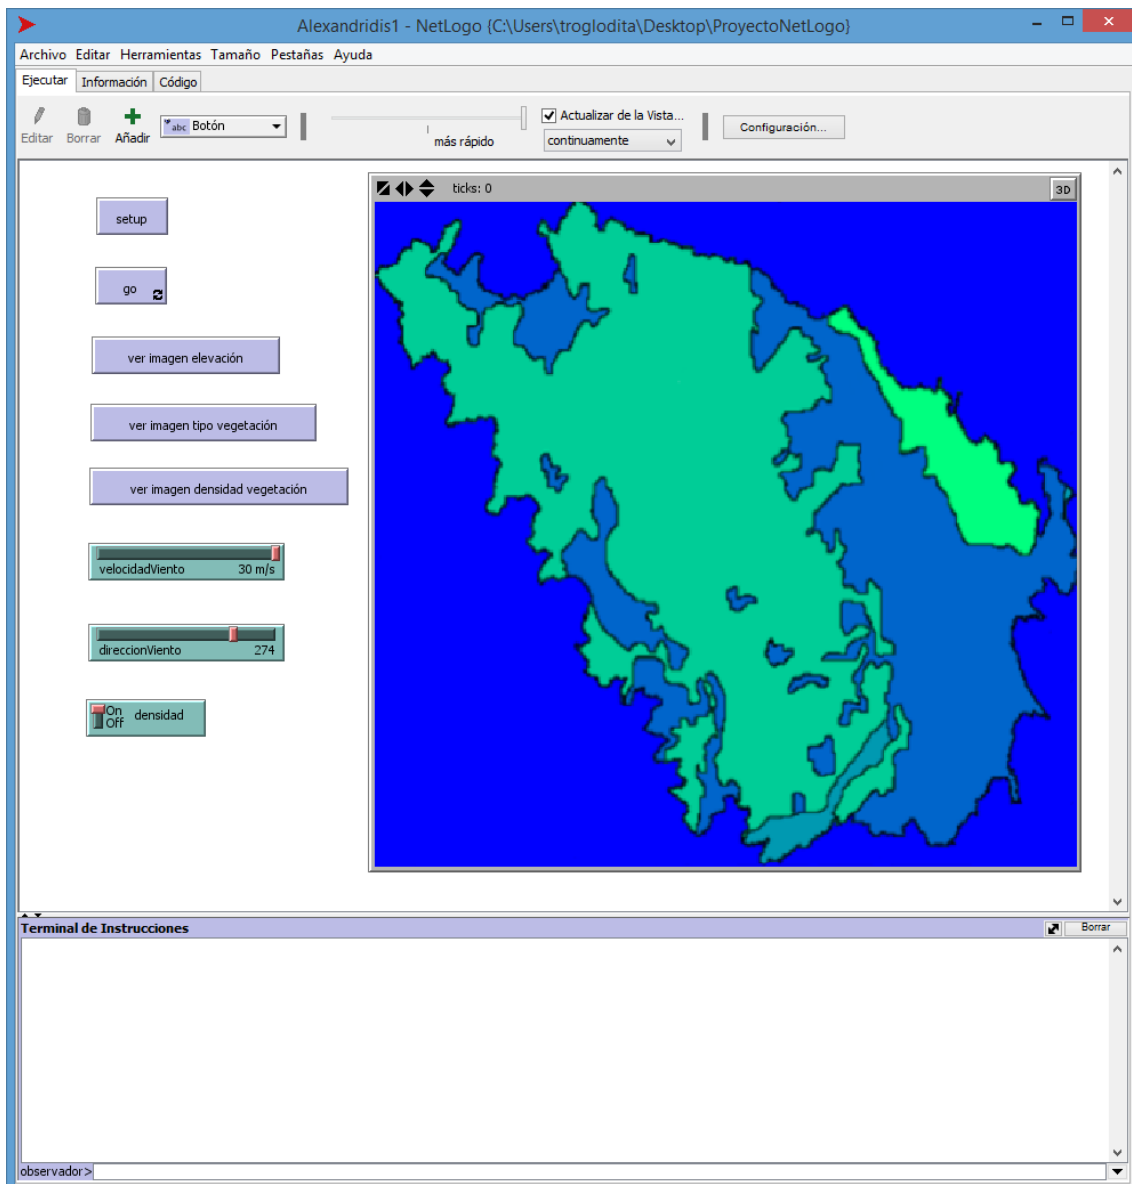 Alexandridis1 - NetLogo {C:\Users\troglodita\Desktop\ProyectoNetLogo}
Archivo Editar Herramientas Tamaño Pestañas Ayuda
Ejecutar Información Código
Editar Borrar Añadir abc Botón más rápido Actualizar de la Vista... continuamente Configuración...
ticks: 0 3D
setup
go
ver imagen elevación
ver imagen tipo vegetación
ver imagen densidad vegetación
velocidadViento 30 m/s
direccionViento 274
On
Off densidad
Terminal de Instrucciones Borrar
observador>